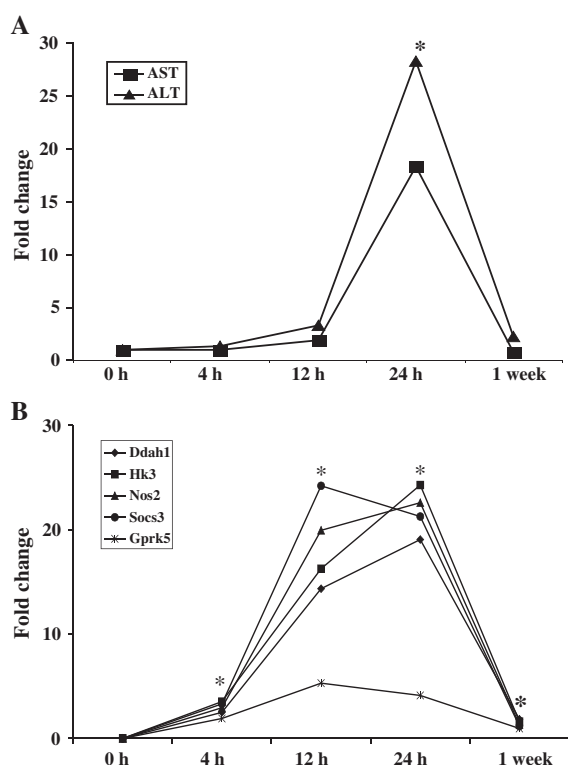 A
30
25
20
15
10
5
0
Fold change
AST
ALT
*
0 h 4 h 12 h 24 h 1 week
B
30
20
10
0
Fold change
Ddah1
Hk3
Nos2
Socs3
Gprk5
* * * *
0 h 4 h 12 h 24 h 1 week